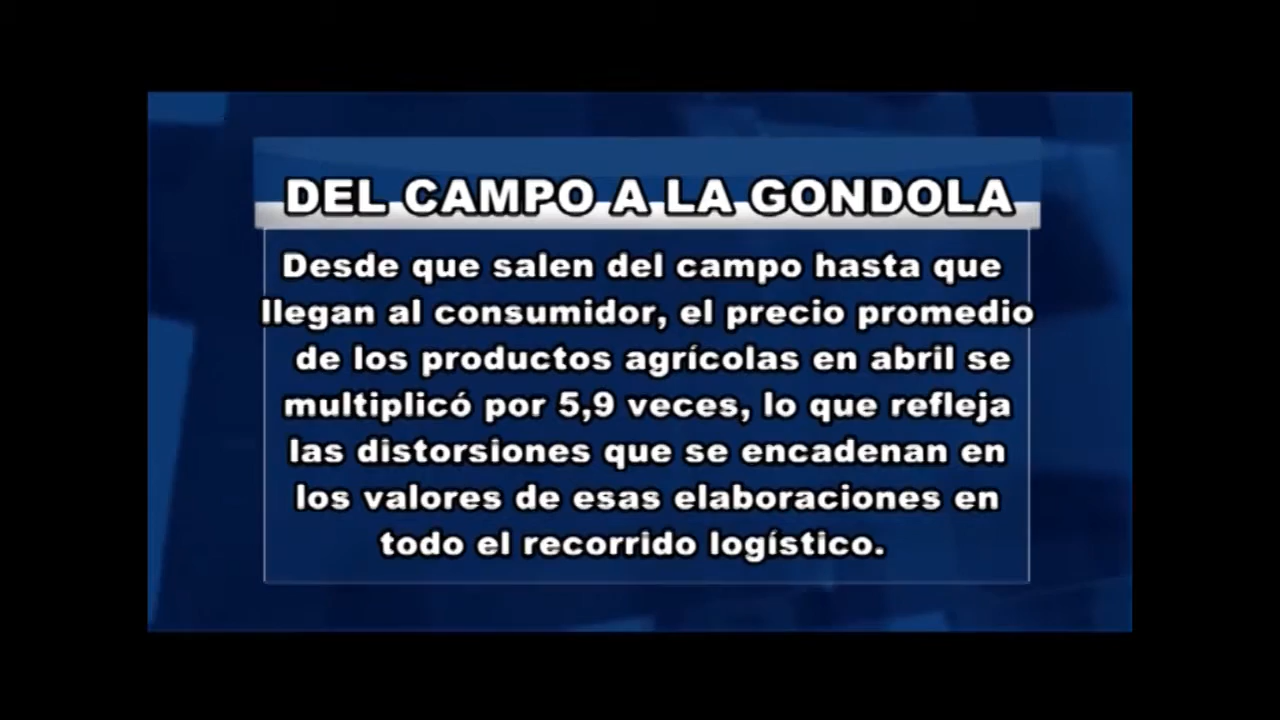 DEL CAMPO A LA GONDOLA
Desde que salen del campo hasta que
llegan al consumidor, el precio promedio
de los productos agrícolas en abril se
multiplicó por 5,9 veces, lo que refleja
las distorsiones que se encadenan en
los valores de esas elaboraciones en
todo el recorrido logístico.